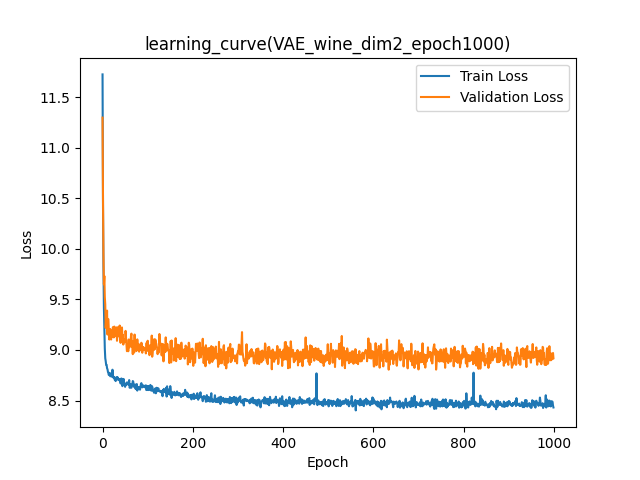 learning_curve(VAE_wine_dim2_epoch1000)
Train Loss
Validation Loss
11.5
11.0
10.5
10.0
9.5
9.0
8.5
Loss
0 200 400 600 800 1000
Epoch